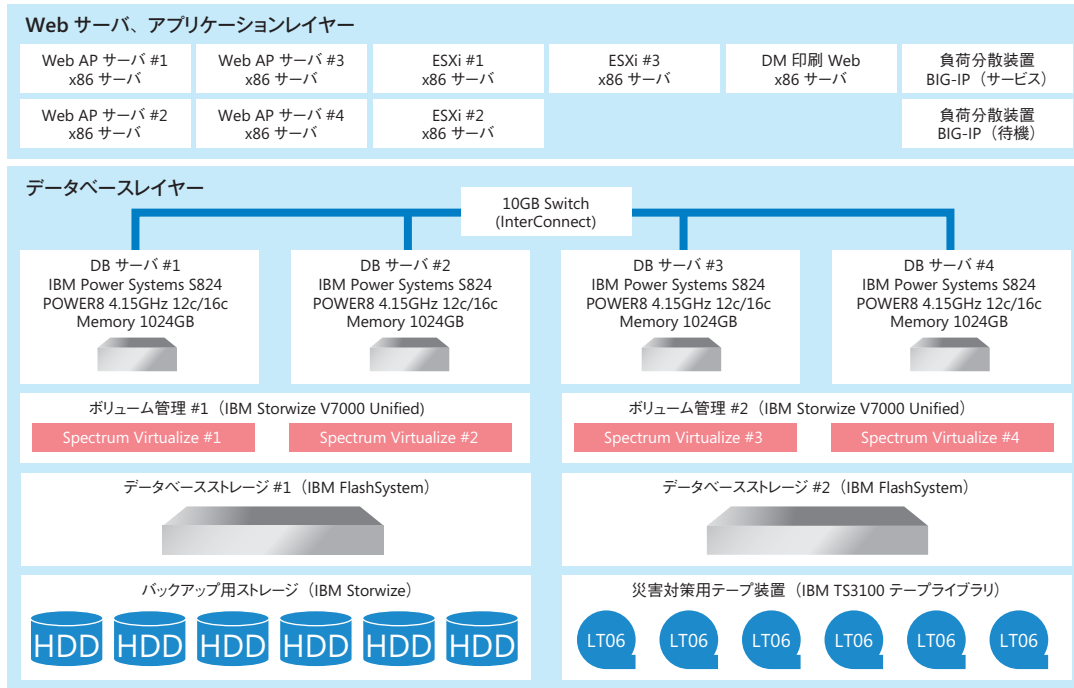 Web サーバ、アプリケーションレイヤー
Web AP サーバ #1
x86 サーバ
Web AP サーバ #3
x86 サーバ
ESXi #1
x86 サーバ
ESXi #3
x86 サーバ
DM 印刷 Web
x86 サーバ
負荷分散装置
BIG-IP（サービス）
Web AP サーバ #2
x86 サーバ
Web AP サーバ #4
x86 サーバ
ESXi #2
x86 サーバ
負荷分散装置
BIG-IP（待機）
データベースレイヤー
10GB Switch
(InterConnect)
DB サーバ #1
IBM Power Systems S824
POWER8 4.15GHz 12c/16c
Memory 1024GB
DB サーバ #2
IBM Power Systems S824
POWER8 4.15GHz 12c/16c
Memory 1024GB
DB サーバ #3
IBM Power Systems S824
POWER8 4.15GHz 12c/16c
Memory 1024GB
DB サーバ #4
IBM Power Systems S824
POWER8 4.15GHz 12c/16c
Memory 1024GB
ボリューム管理 #1（IBM Storwize V7000 Unified)
Spectrum Virtualize #1
Spectrum Virtualize #2
ボリューム管理 #2（IBM Storwize V7000 Unified）
Spectrum Virtualize #3
Spectrum Virtualize #4
データベースストレージ #1（IBM FlashSystem）
データベースストレージ #2（IBM FlashSystem）
バックアップ用ストレージ（IBM Storwize）
HDD
HDD
HDD
HDD
HDD
HDD
災害対策用テープ装置（IBM TS3100 テープライブラリ）
LT06
LT06
LT06
LT06
LT06
LT06